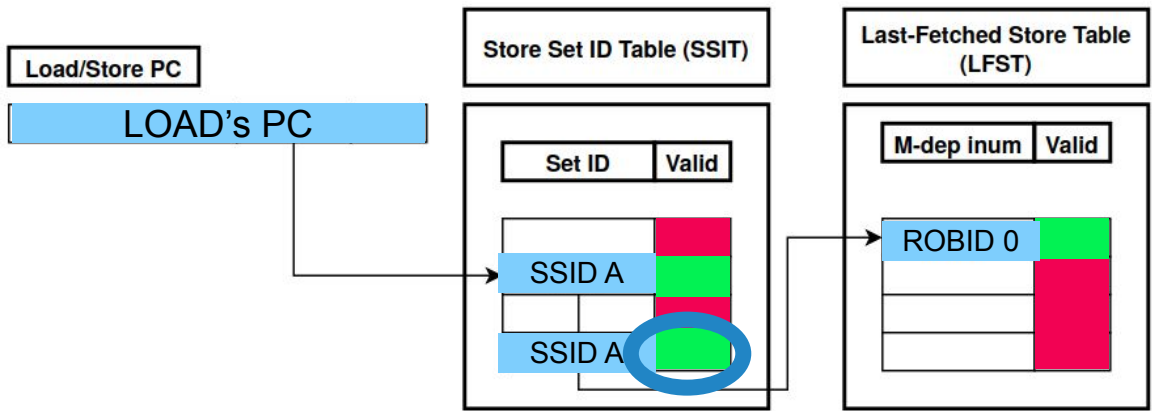 Load/Store PC
LOAD's PC
Store Set ID Table (SSIT)
Set ID Valid
SSID A
SSID A
Last-Fetched Store Table
(LFST)
M-dep inum Valid
ROBID 0